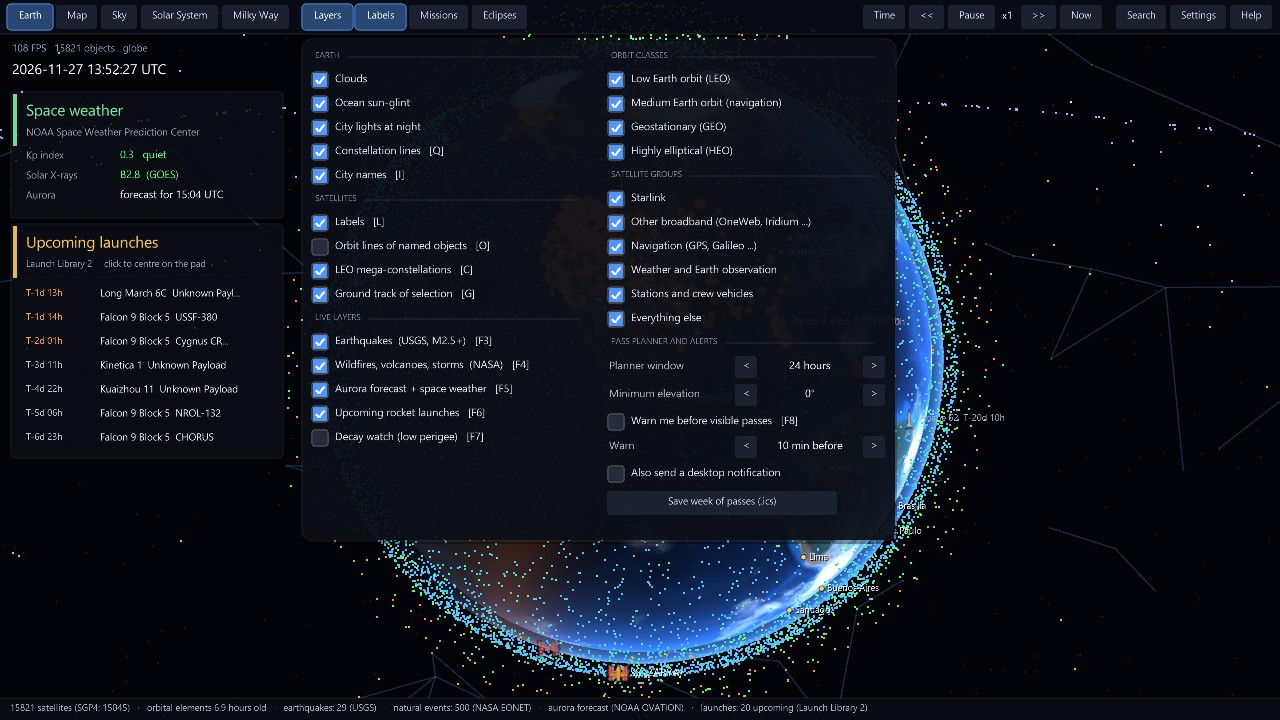 Earth Map Sky Solar System Milky Way Layers Labels Missions Eclipses Time << Pause x1 >> Now Search Settings Help
108 FPS 15821 objects globe
2026-11-27 13:52:27 UTC
Space weather
NOAA Space Weather Prediction Center
Kp index 0.3 quiet
Solar X-rays B2.8 (GOES)
Aurora forecast for 15:04 UTC
Upcoming launches
Launch Library 2 · click to centre on the pad
T-1d 13h Long March 6C Unknown Payl...
T-1d 14h Falcon 9 Block 5 USSF-380
T-2d 01h Falcon 9 Block 5 Cygnus CR...
T-3d 11h Kinetica 1 Unknown Payload
T-4d 22h Kuaizhou 11 Unknown Payload
T-5d 06h Falcon 9 Block 5 NROL-132
T-6d 23h Falcon 9 Block 5 CHORUS
EARTH
Clouds
Ocean sun-glint
City lights at night
Constellation lines [Q]
City names [I]
SATELLITES
Labels [L]
Orbit lines of named objects [O]
LEO mega-constellations [C]
Ground track of selection [G]
LIVE LAYERS
Earthquakes (USGS, M2.5+) [F3]
Wildfires, volcanoes, storms (NASA) [F4]
Aurora forecast + space weather [F5]
Upcoming rocket launches [F6]
Decay watch (low perigee) [F7]
ORBIT CLASSES
Low Earth orbit (LEO)
Medium Earth orbit (navigation)
Geostationary (GEO)
Highly elliptical (HEO)
SATELLITE GROUPS
Starlink
Other broadband (OneWeb, Iridium ...)
Navigation (GPS, Galileo ...)
Weather and Earth observation
Stations and crew vehicles
Everything else
PASS PLANNER AND ALERTS
Planner window < 24 hours >
Minimum elevation < 0° >
Warn me before visible passes [F8]
Warn < 10 min before >
Also send a desktop notification
Save week of passes (.ics)
T-20d 10h
Brasilia
Paulo
Lima
Buenos Aires
Santiago
15821 satellites (SGP4: 15045) · orbital elements 6.9 hours old · earthquakes: 29 (USGS) · natural events: 500 (NASA EONET) · aurora forecast (NOAA OVATION) · launches: 20 upcoming (Launch Library 2)